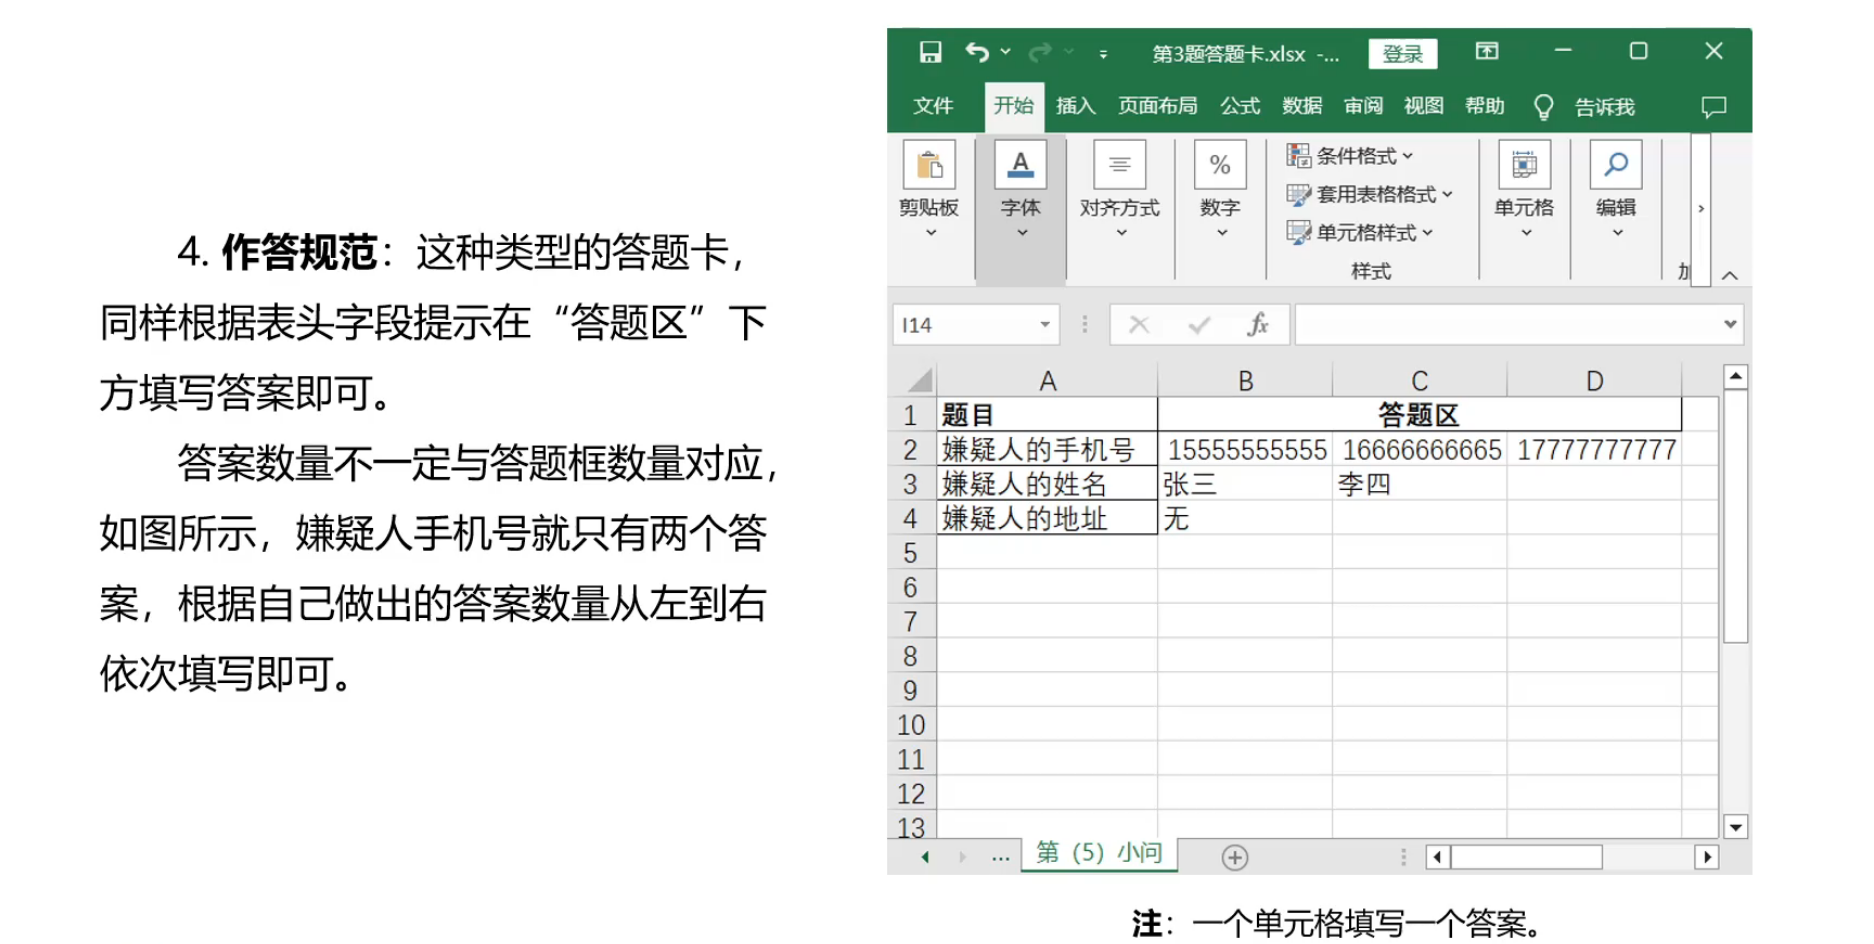 4. 作答规范：这种类型的答题卡，
同样根据表头字段提示在“答题区”下
方填写答案即可。
答案数量不一定与答题框数量对应，
如图所示，嫌疑人手机号就只有两个答
案，根据自己做出的答案数量从左到右
依次填写即可。
第3题答题卡.xlsx -...
登录
文件 开始 插入 页面布局 公式 数据 审阅 视图 帮助 告诉我
剪贴板 字体 对齐方式 数字 条件格式 套用表格格式 单元格样式 样式 单元格 编辑
I14 fx
A B C D
1 题目 答题区
2 嫌疑人的手机号 15555555555 16666666665 17777777777
3 嫌疑人的姓名 张三 李四
4 嫌疑人的地址 无
5
6
7
8
9
10
11
12
13
... 第（5）小问
注：一个单元格填写一个答案。